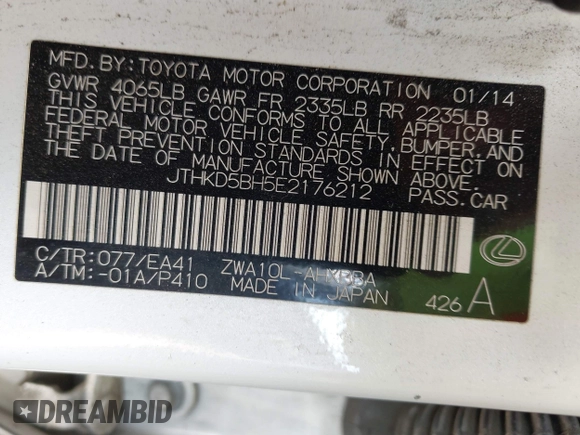 MFD. BY: TOYOTA MOTOR CORPORATION 01/14
GVWR 4065LB GAWR FR 2335LB RR 2235LB
THIS VEHICLE CONFORMS TO ALL APPLICABLE
FEDERAL MOTOR VEHICLE SAFETY, BUMPER, AND
THEFT PREVENTION STANDARDS IN EFFECT ON
THE DATE OF MANUFACTURE SHOWN ABOVE.
JTHKD5BH5E2176212 PASS. CAR
C/TR: 077/EA41 ZWA10L-
A/TM: -01A/P410 MADE IN JAPAN
426 A
DREAMBID